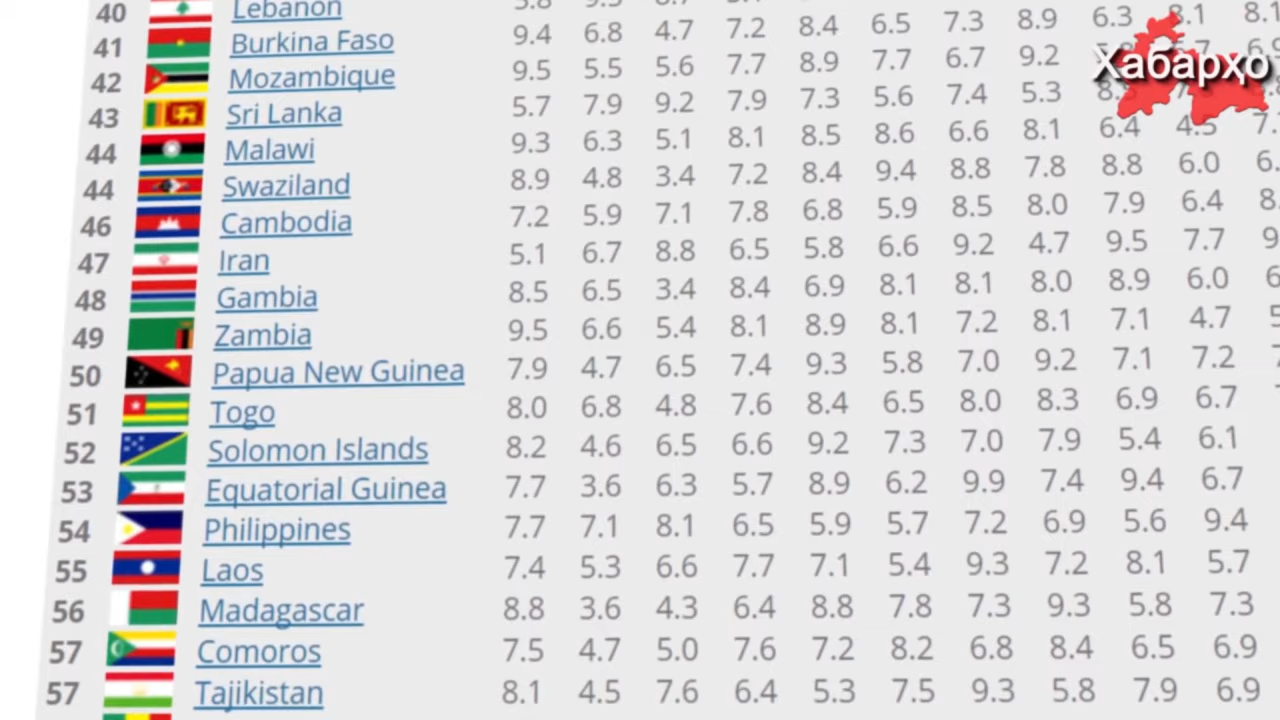 40 Lebanon
41 Burkina Faso 9.4 6.8 4.7 7.2 8.4 6.5 7.3 8.9 6.3 8.1
42 Mozambique 9.5 5.5 5.6 7.7 8.9 7.7 6.7 9.2
Хабарҳо
43 Sri Lanka 5.7 7.9 9.2 7.9 7.3 5.6 7.4 5.3
44 Malawi 9.3 6.3 5.1 8.1 8.5 8.6 6.6 8.1 6.4 4.5
44 Swaziland 8.9 4.8 3.4 7.2 8.4 9.4 8.8 7.8 8.8 6.0
46 Cambodia 7.2 5.9 7.1 7.8 6.8 5.9 8.5 8.0 7.9 6.4
47 Iran 5.1 6.7 8.8 6.5 5.8 6.6 9.2 4.7 9.5 7.7
48 Gambia 8.5 6.5 3.4 8.4 6.9 8.1 8.1 8.0 8.9 6.0
49 Zambia 9.5 6.6 5.4 8.1 8.9 8.1 7.2 8.1 7.1 4.7
50 Papua New Guinea 7.9 4.7 6.5 7.4 9.3 5.8 7.0 9.2 7.1 7.2
51 Togo 8.0 6.8 4.8 7.6 8.4 6.5 8.0 8.3 6.9 6.7
52 Solomon Islands 8.2 4.6 6.5 6.6 9.2 7.3 7.0 7.9 5.4 6.1
53 Equatorial Guinea 7.7 3.6 6.3 5.7 8.9 6.2 9.9 7.4 9.4 6.7
54 Philippines 7.7 7.1 8.1 6.5 5.9 5.7 7.2 6.9 5.6 9.4
55 Laos 7.4 5.3 6.6 7.7 7.1 5.4 9.3 7.2 8.1 5.7
56 Madagascar 8.8 3.6 4.3 6.4 8.8 7.8 7.3 9.3 5.8 7.3
57 Comoros 7.5 4.7 5.0 7.6 7.2 8.2 6.8 8.4 6.5 6.9
57 Tajikistan 8.1 4.5 7.6 6.4 5.3 7.5 9.3 5.8 7.9 6.9